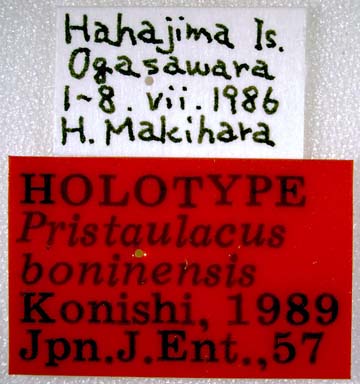 Hahajima Is.
Ogasawara
1~8. vii. 1986
H. Makihara
HOLOTYPE
Pristaulacus
boninensis
Konishi, 1989
Jpn.J.Ent.,57